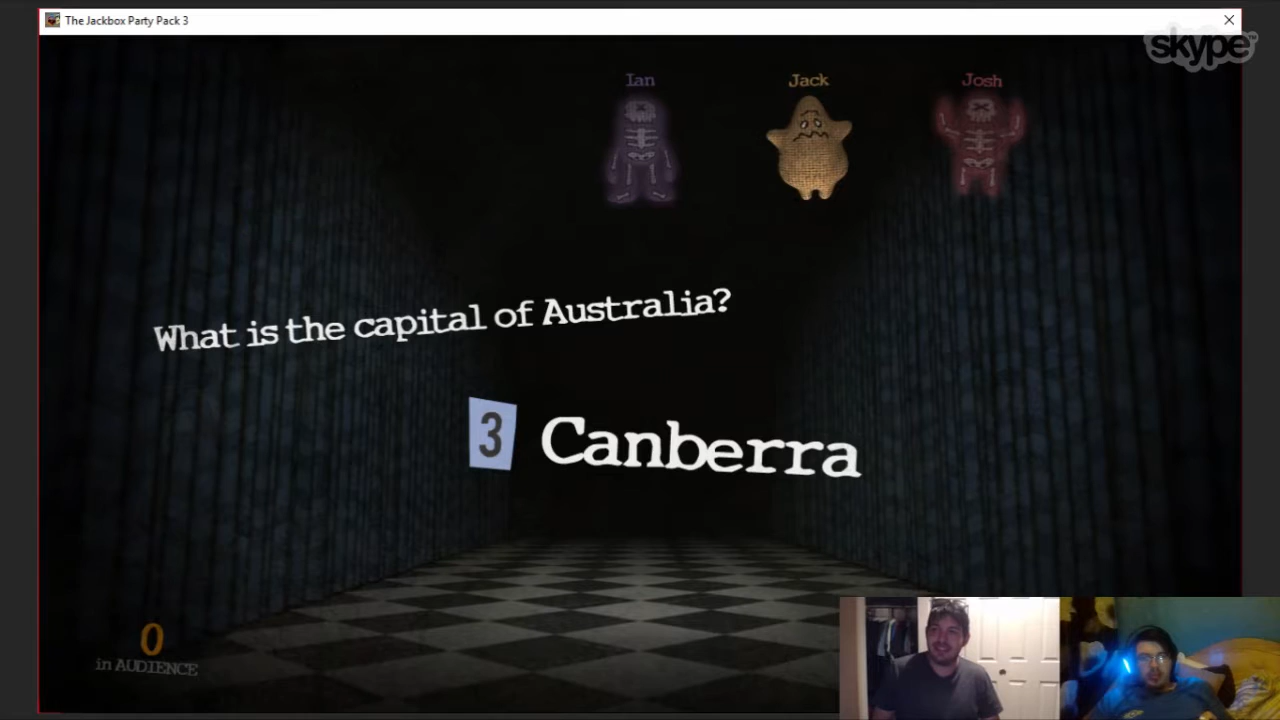 The Jackbox Party Pack 3
skype™
Ian
Jack
Josh
What is the capital of Australia?
3 Canberra
0
in AUDIENCE